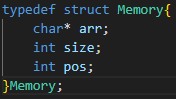 typedef struct Memory{
    char* arr;
    int size;
    int pos;
}Memory;